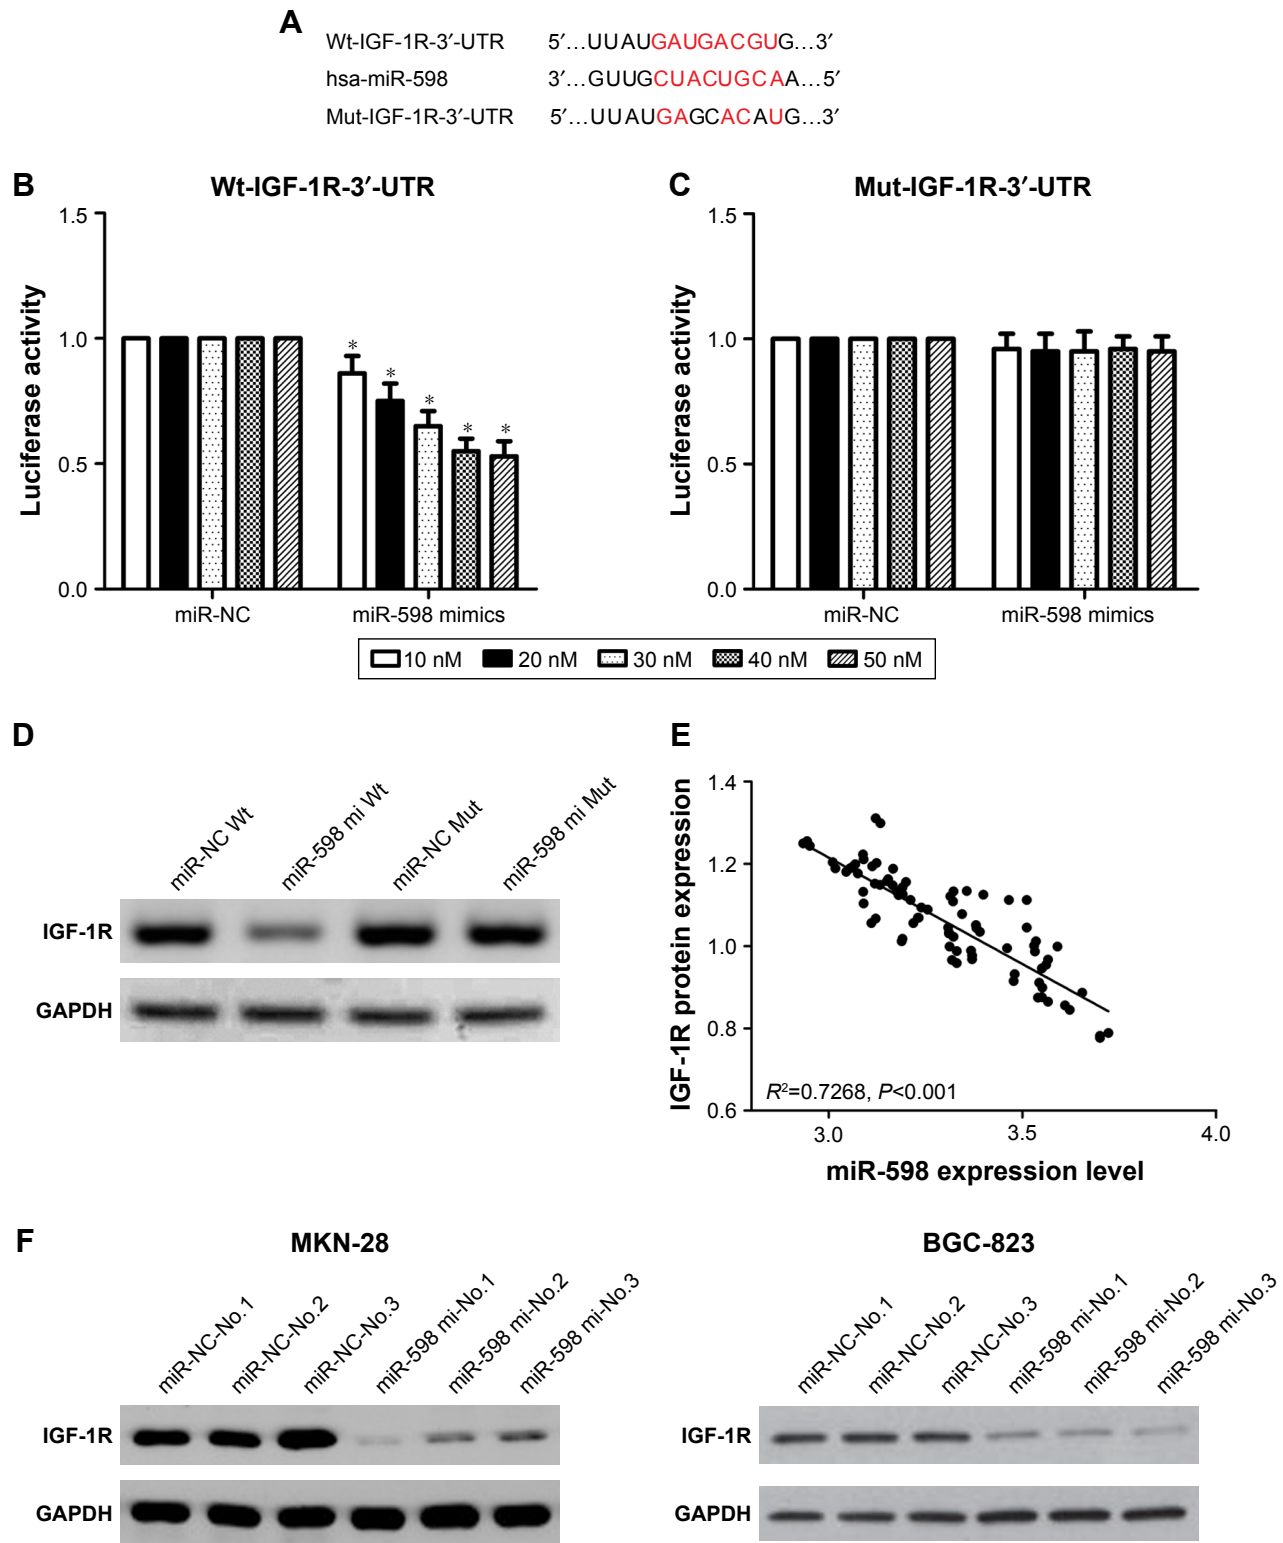 A
Wt-IGF-1R-3′-UTR 5′...UUAUGAUGACGUG...3′
hsa-miR-598 3′...GUUGCUACUGCAA...5′
Mut-IGF-1R-3′-UTR 5′...UUAUGAGCACAUG...3′
B
Wt-IGF-1R-3′-UTR
Luciferase activity
1.5
1.0
0.5
0.0
* * * * *
miR-NC miR-598 mimics
C
Mut-IGF-1R-3′-UTR
Luciferase activity
1.5
1.0
0.5
0.0
miR-NC miR-598 mimics
10 nM 20 nM 30 nM 40 nM 50 nM
D
miR-NC Wt
miR-598 mi Wt
miR-NC Mut
miR-598 mi Mut
IGF-1R
GAPDH
E
IGF-1R protein expression
1.4
1.2
1.0
0.8
0.6
R²=0.7268, P<0.001
3.0 3.5 4.0
miR-598 expression level
F
MKN-28
miR-NC-No.1
miR-NC-No.2
miR-NC-No.3
miR-598 mi-No.1
miR-598 mi-No.2
miR-598 mi-No.3
IGF-1R
GAPDH
BGC-823
miR-NC-No.1
miR-NC-No.2
miR-NC-No.3
miR-598 mi-No.1
miR-598 mi-No.2
miR-598 mi-No.3
IGF-1R
GAPDH